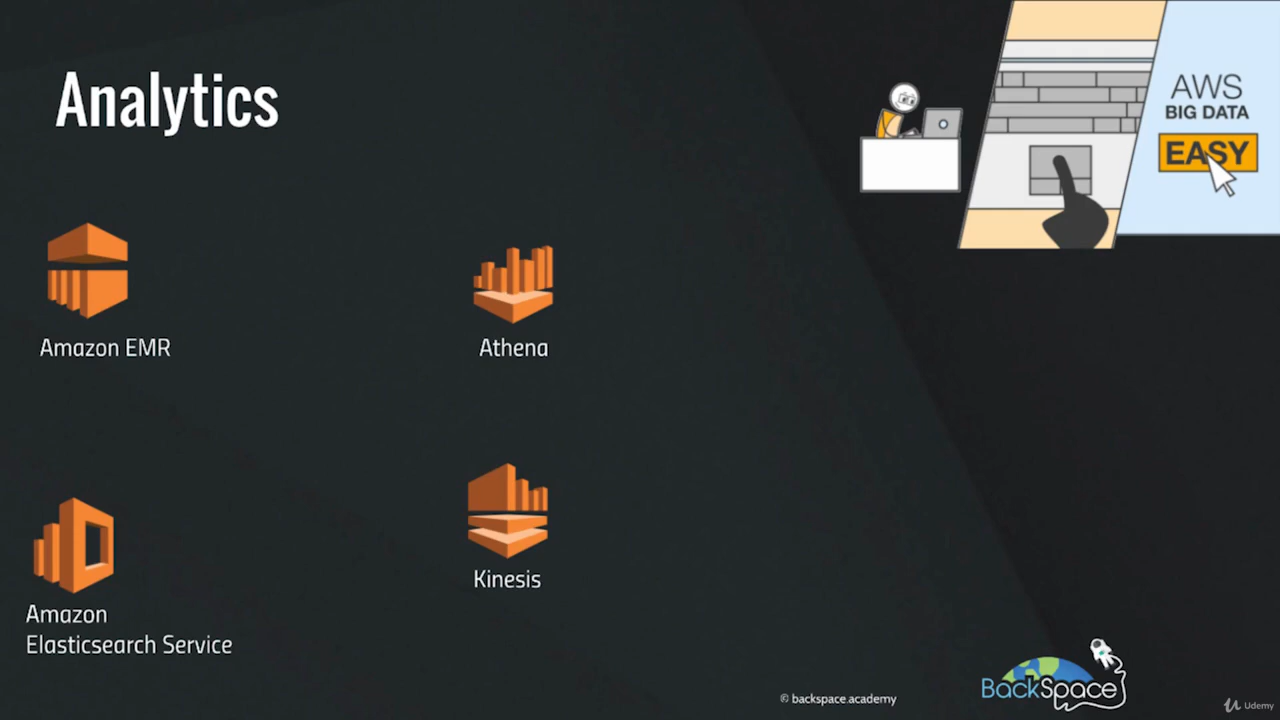 Analytics
AWS
BIG DATA
EASY
Amazon EMR
Athena
Amazon
Elasticsearch Service
Kinesis
© backspace.academy
BackSpace
Udemy